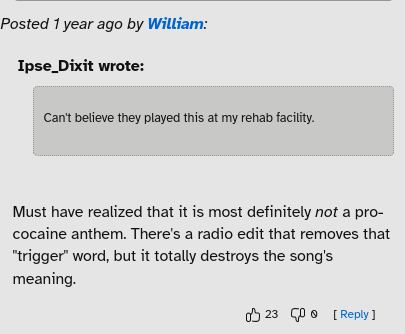 Posted 1 year ago by William:
Ipse_Dixit wrote:
Can't believe they played this at my rehab facility.
Must have realized that it is most definitely not a pro-
cocaine anthem. There's a radio edit that removes that
"trigger" word, but it totally destroys the song's
meaning.
23 0 [ Reply ]